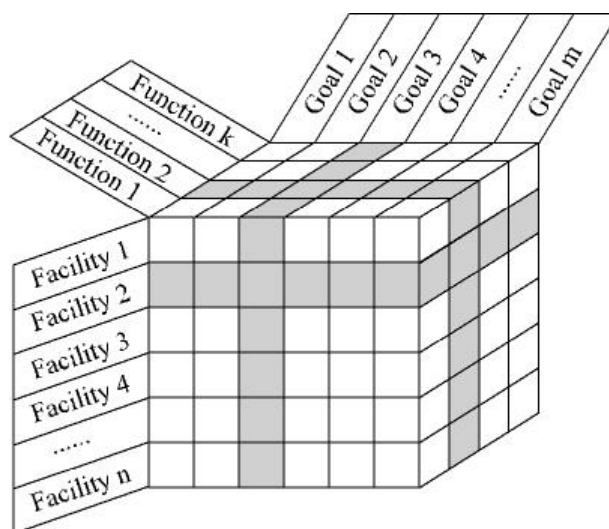 Goal 1
Goal 2
Goal 3
Goal 4
......
Goal m
Function k
......
Function 2
Function 1
Facility 1
Facility 2
Facility 3
Facility 4
......
Facility n